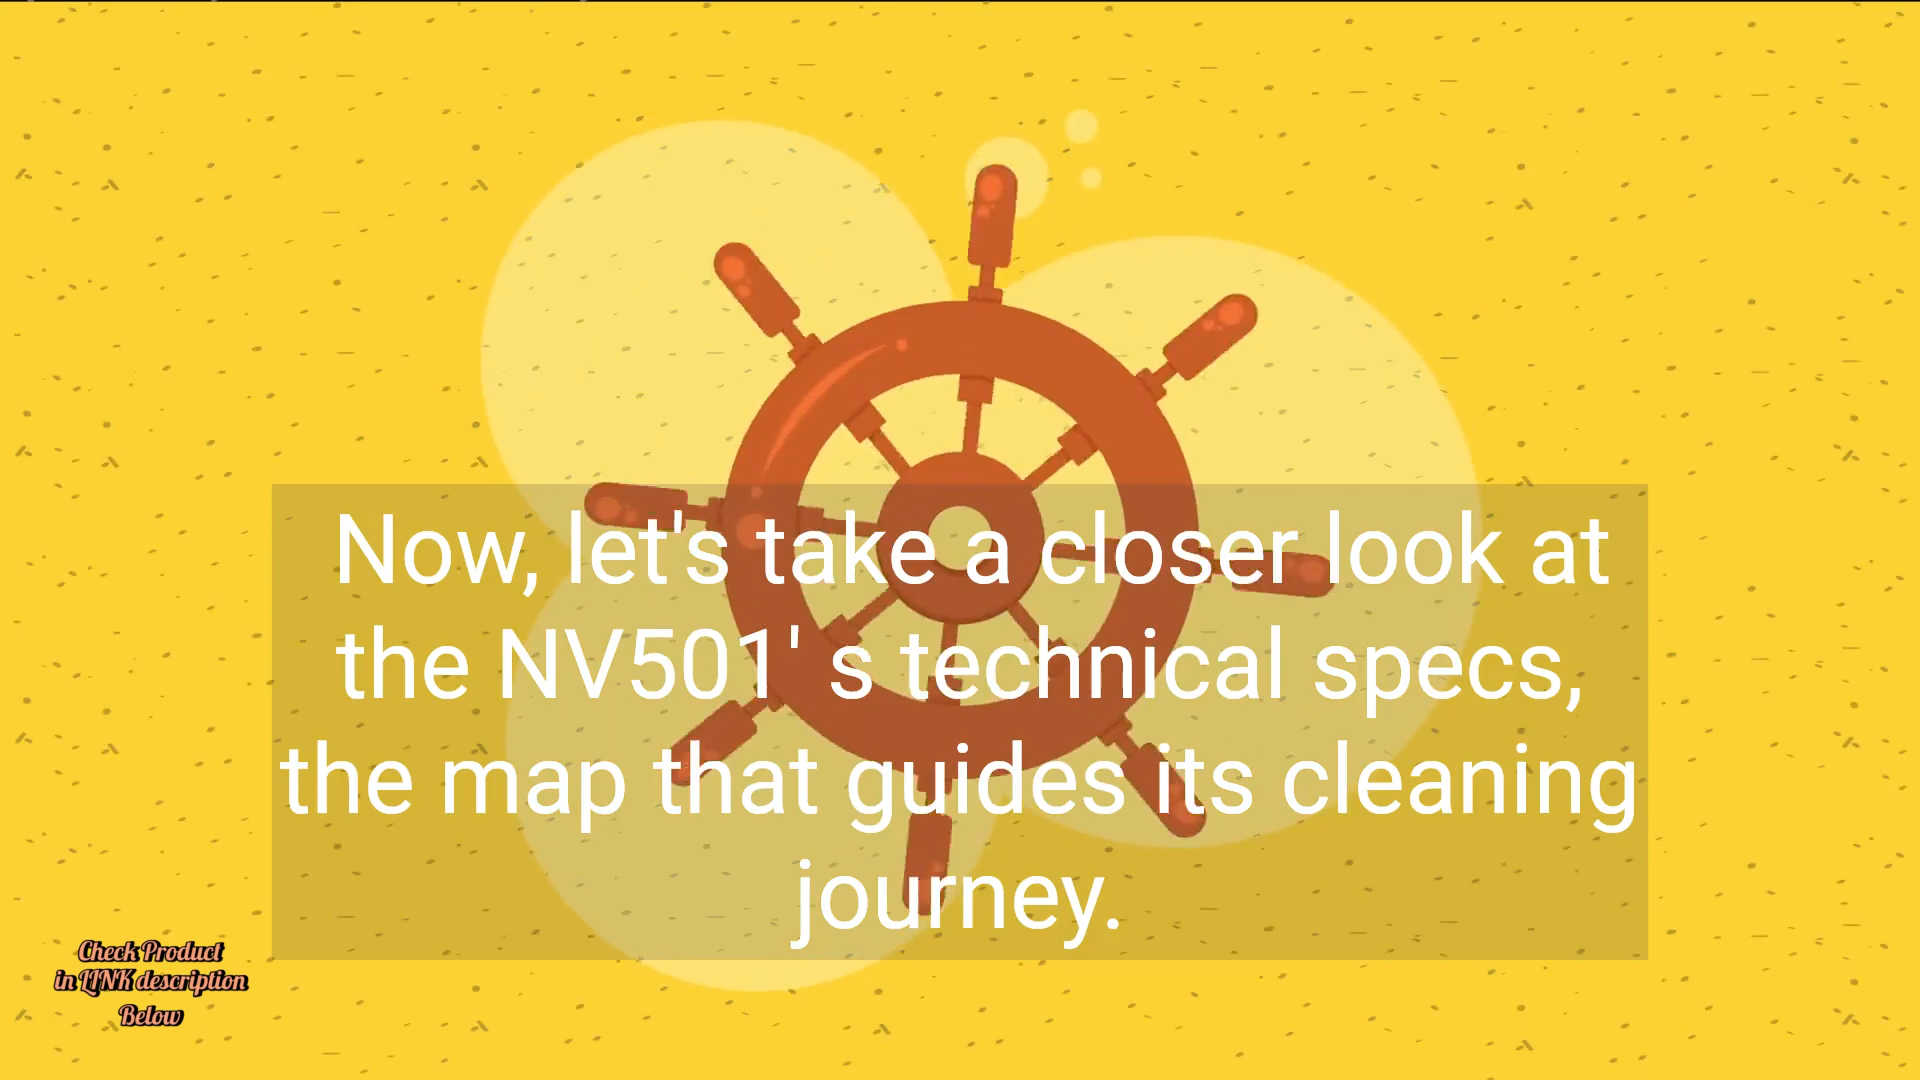 Now, let's take a closer look at
the NV501' s technical specs,
the map that guides its cleaning
journey.
Check Product
in LINK description
Below